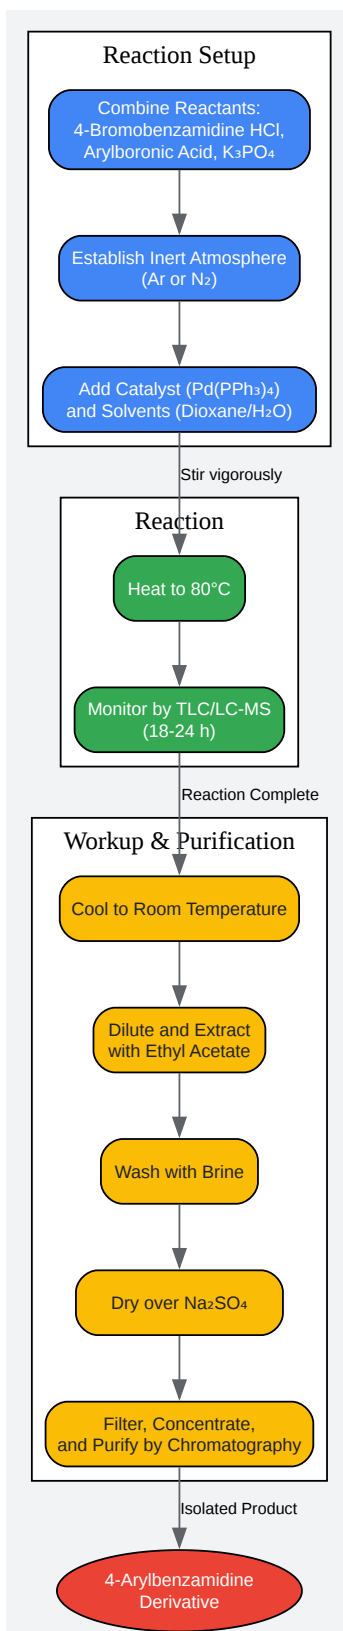 Reaction Setup
Combine Reactants:
4-Bromobenzamidine HCl,
Arylboronic Acid, K₃PO₄
Establish Inert Atmosphere
(Ar or N₂)
Add Catalyst (Pd(PPh₃)₄)
and Solvents (Dioxane/H₂O)
Stir vigorously
Reaction
Heat to 80°C
Monitor by TLC/LC-MS
(18-24 h)
Reaction Complete
Workup & Purification
Cool to Room Temperature
Dilute and Extract
with Ethyl Acetate
Wash with Brine
Dry over Na₂SO₄
Filter, Concentrate,
and Purify by Chromatography
Isolated Product
4-Arylbenzamidine
Derivative